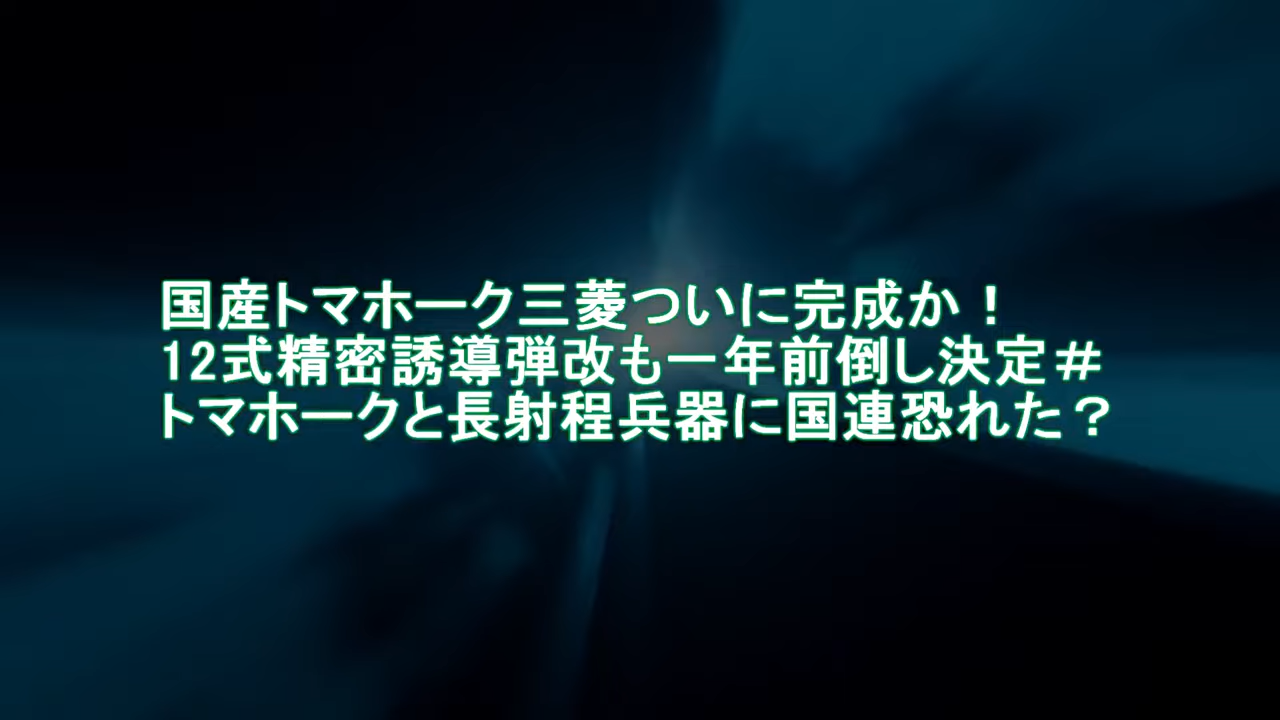 国産トマホーク三菱ついに完成か！
12式精密誘導弾改も一年前倒し決定＃
トマホークと長射程兵器に国連恐れた？